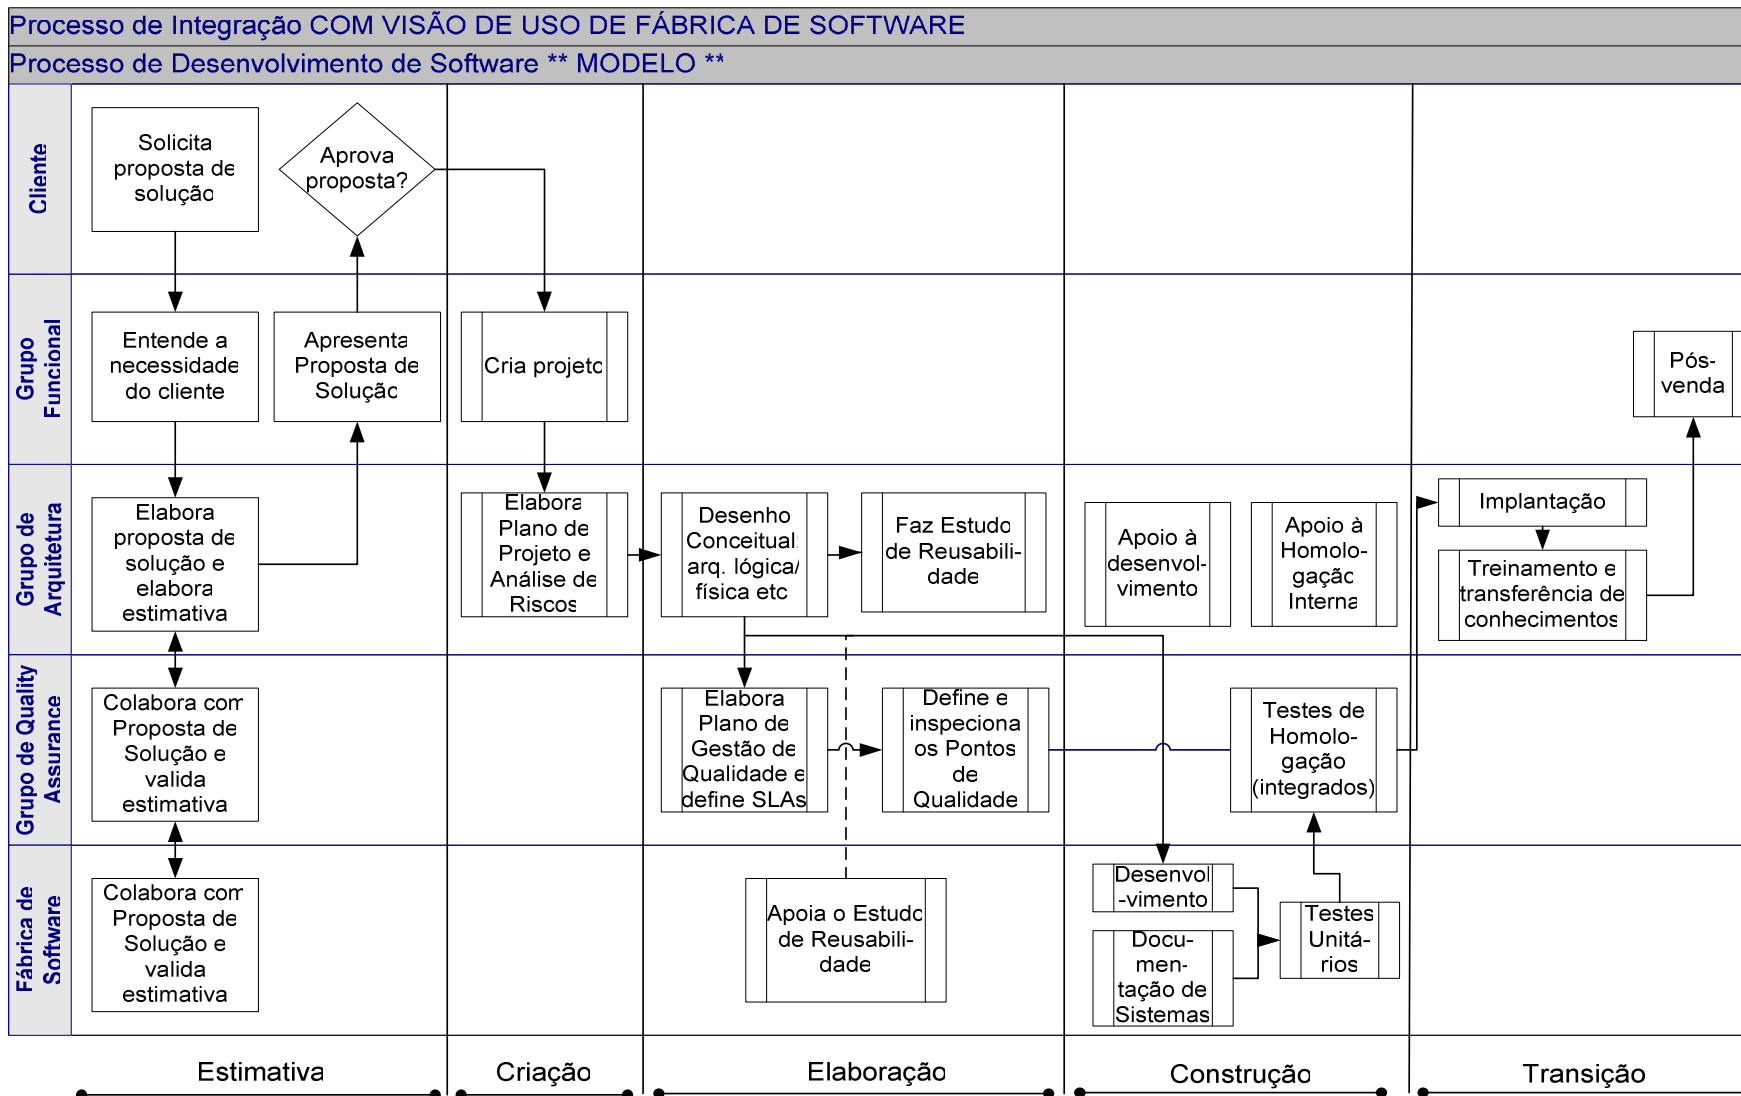 Processo de Integração COM VISÃO DE USO DE FÁBRICA DE SOFTWARE
Processo de Desenvolvimento de Software ** MODELO **
Cliente
Solicita
proposta de
solução
Aprova
proposta?
Grupo
Funcional
Entende a
necessidade
do cliente
Apresenta
Proposta de
Solução
Cria projeto
Pós-
venda
Grupo de
Arquitetura
Elabora
proposta de
solução e
elabora
estimativa
Elabora
Plano de
Projeto e
Análise de
Riscos
Desenho
Conceitual:
arq. lógica/
física etc
Faz Estudo
de Reusabili-
dade
Apoio à
desenvol-
vimento
Apoio à
Homolo-
gação
Interna
Implantação
Treinamento e
transferência de
conhecimentos
Grupo de Quality
Assurance
Colabora com
Proposta de
Solução e
valida
estimativa
Elabora
Plano de
Gestão de
Qualidade e
define SLAs
Define e
inspeciona
os Pontos
de
Qualidade
Testes de
Homolo-
gação
(integrados)
Fábrica de
Software
Colabora com
Proposta de
Solução e
valida
estimativa
Apoia o Estudo
de Reusabili-
dade
Desenvol
-vimento
Docu-
men-
tação de
Sistemas
Testes
Unitá-
rios
Estimativa
Criação
Elaboração
Construção
Transição